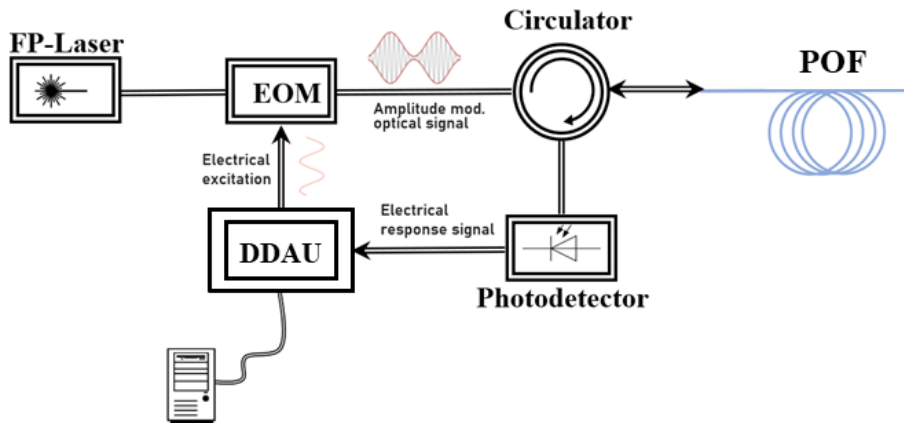 FP-Laser
EOM
Amplitude mod.
optical signal
Circulator
POF
Electrical
excitation
DDAU
Electrical
response signal
Photodetector